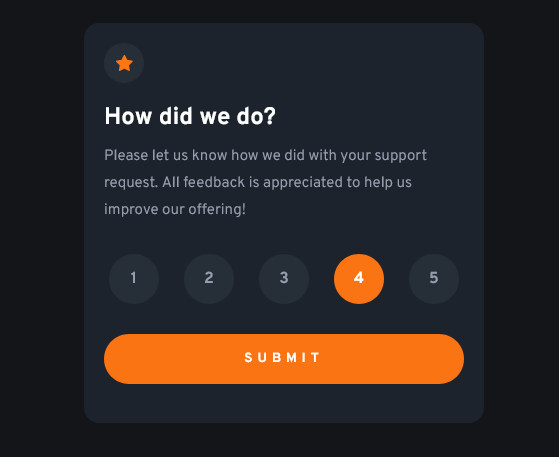 How did we do?
Please let us know how we did with your support
request. All feedback is appreciated to help us
improve our offering!
1 2 3 4 5
SUBMIT